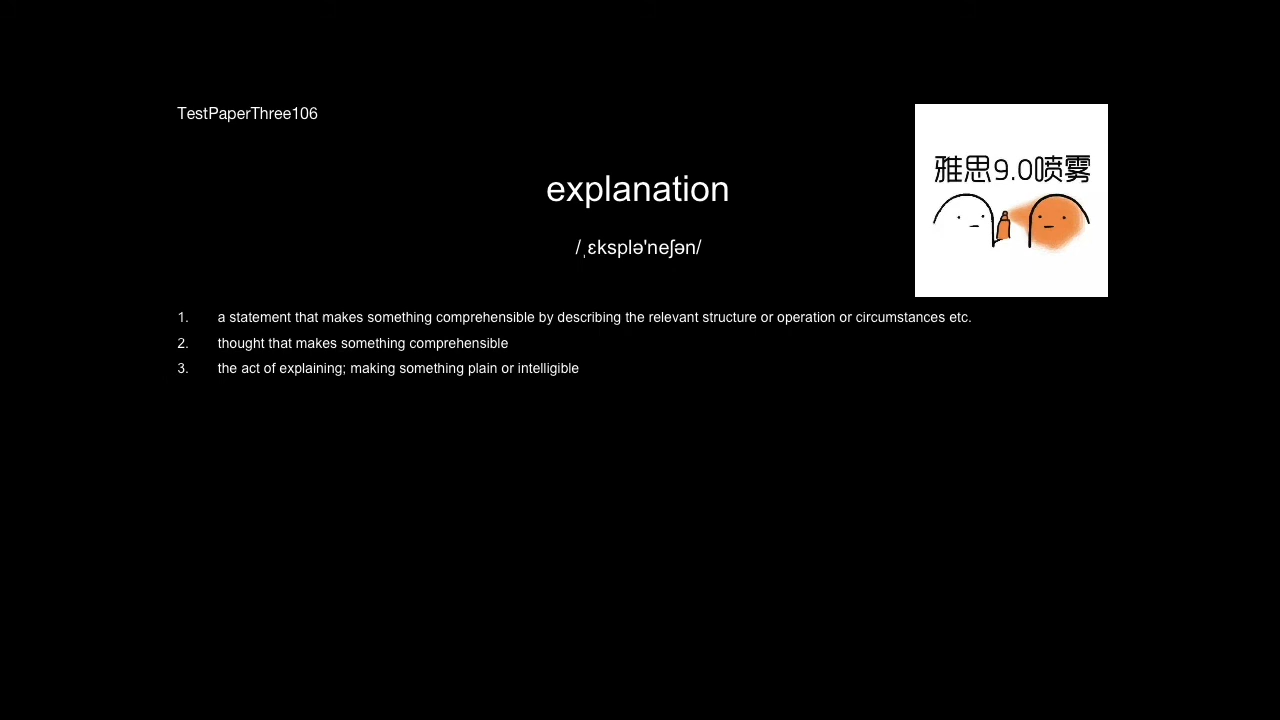 TestPaperThree106
雅思9.0喷雾
explanation
/ˌɛksplə'neʃən/
1. a statement that makes something comprehensible by describing the relevant structure or operation or circumstances etc.
2. thought that makes something comprehensible
3. the act of explaining; making something plain or intelligible